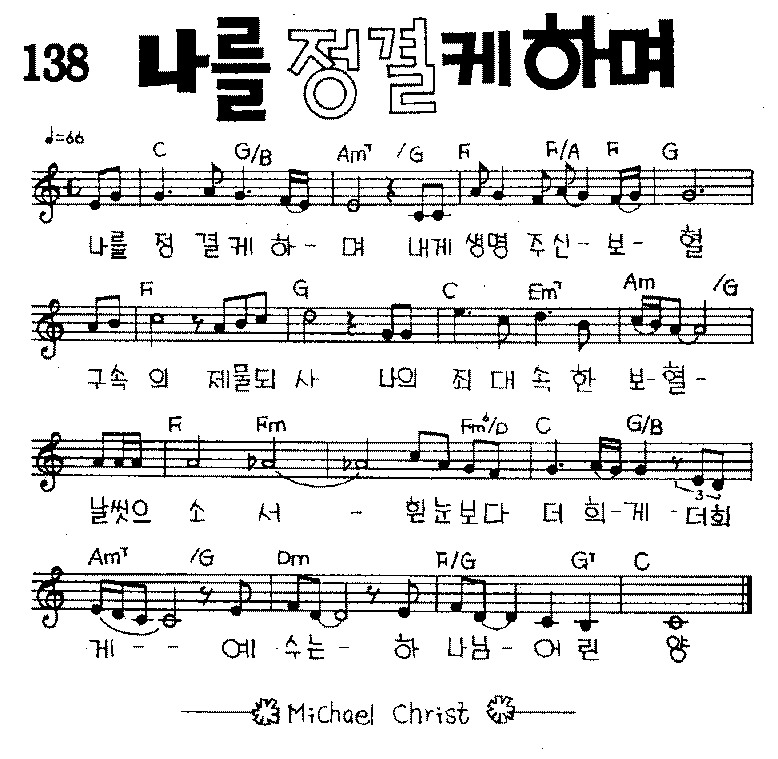 138 나를 정결케하며
♩=66
C G/B Am7 /G F F/A F G
나를 정 결케 하 - 며 내게 생명 주신 - 보 - 혈
F G C Em7 Am /G
구속 의 제물되 사 나의 죄 대 속 한 보 - 혈 -
F Fm Fm6/D C G/B
날씻으 소 서 - 흰눈보다 더 희 - 게 - 더희
3
Am7 /G Dm F/G G7 C
게 - - 예 수는 - 하 나님 - 어 린 양
Michael Christ